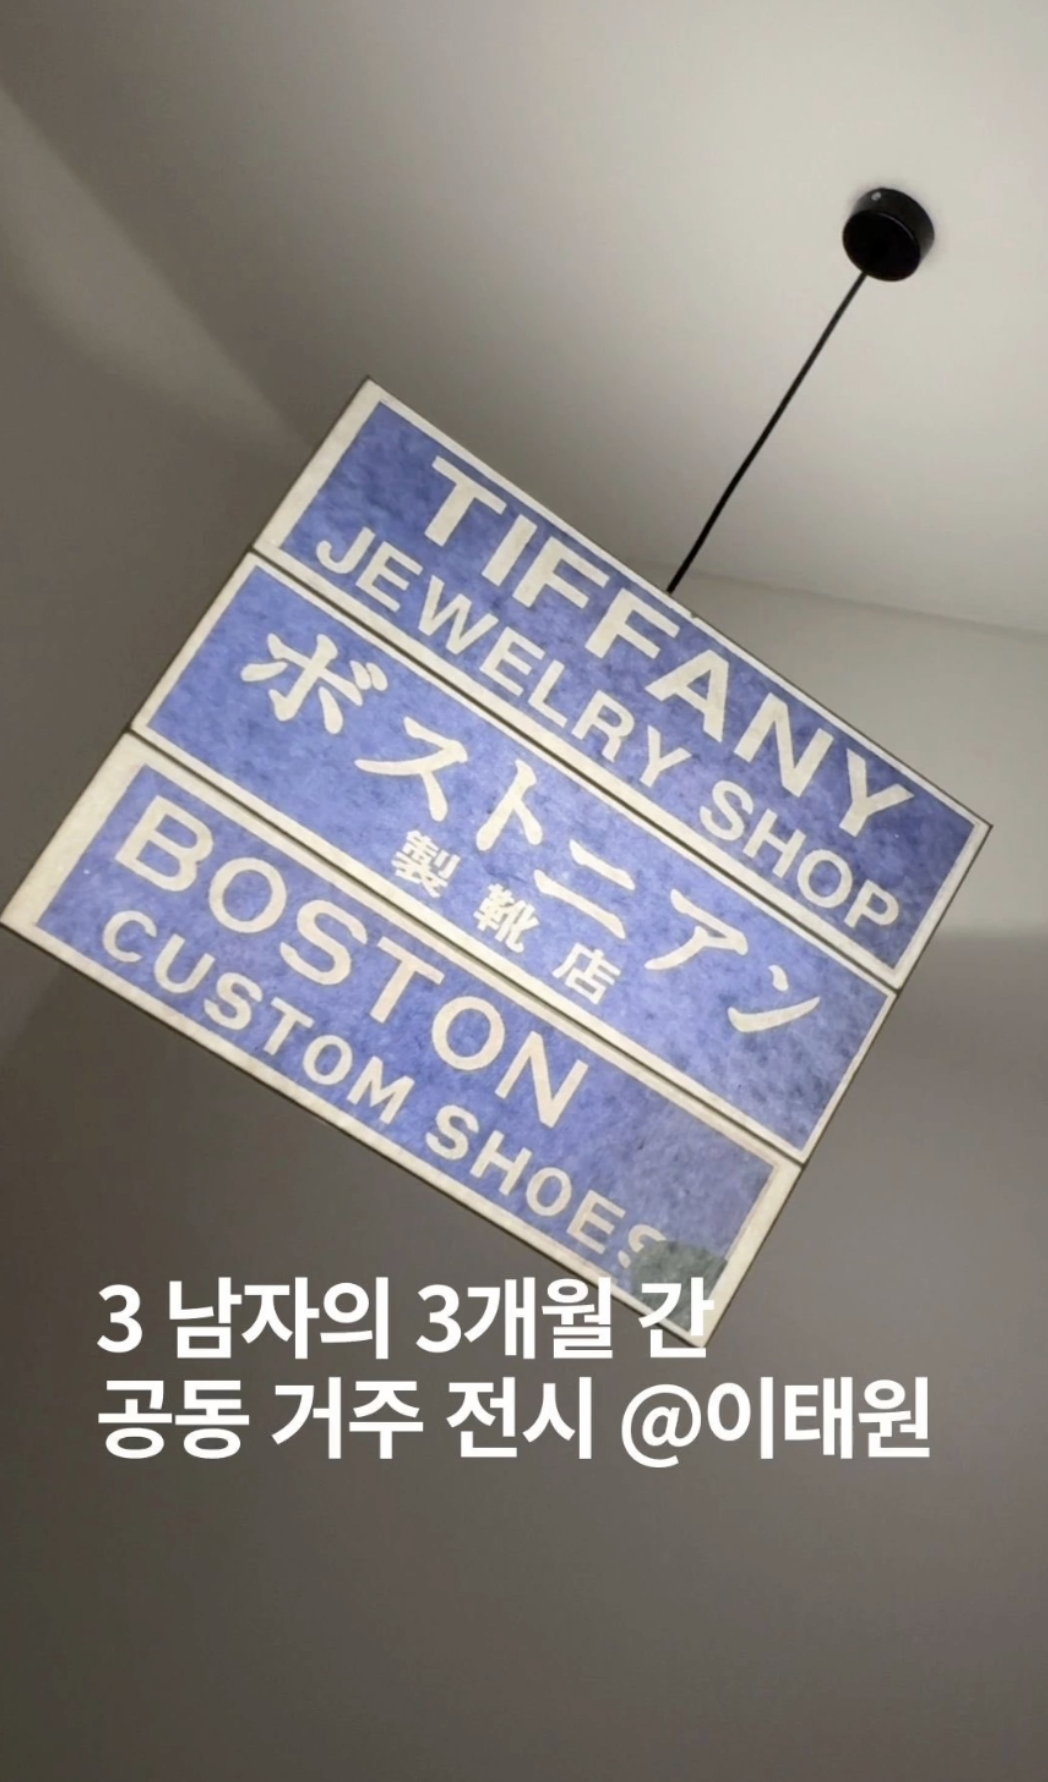 TIFFANY
JEWELRY SHOP
ボストニアン
製靴店
BOSTON
CUSTOM SHOES
3 남자의 3개월 간
공동 거주 전시 @이태원